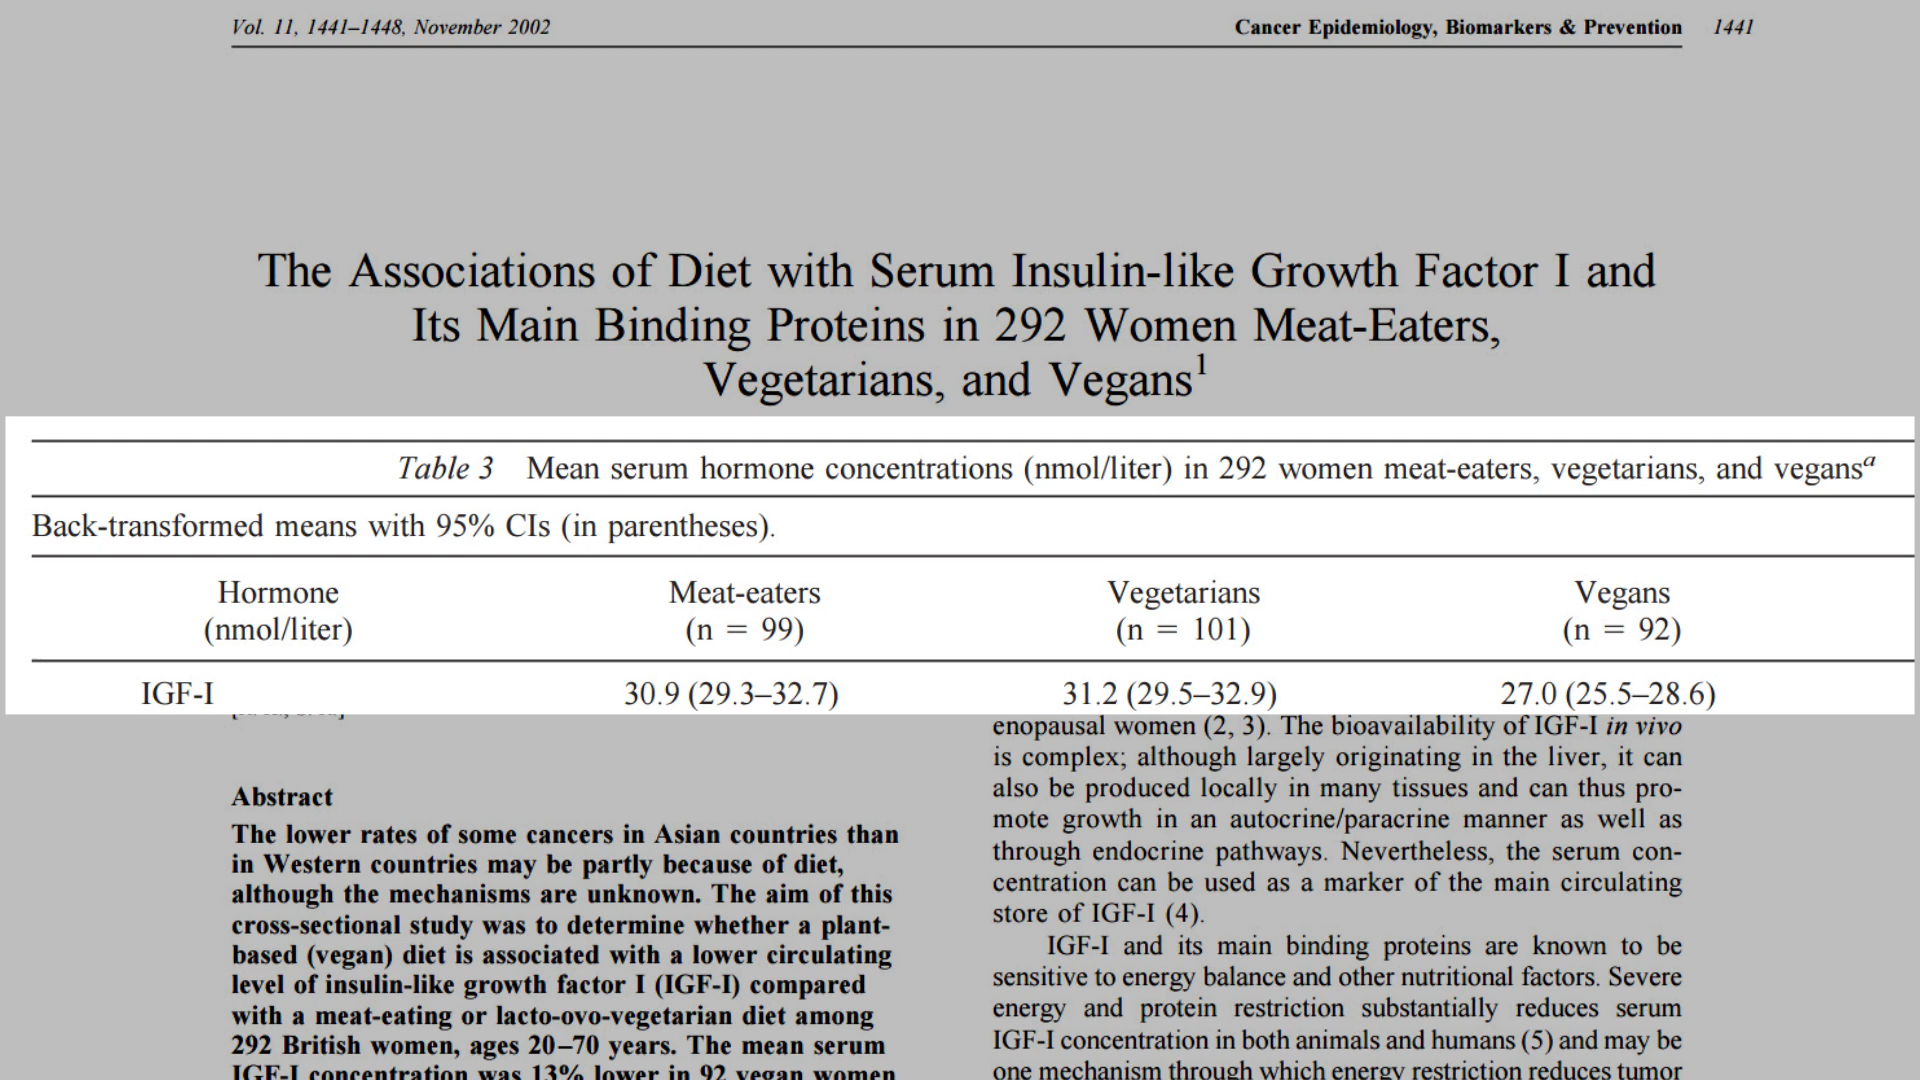 Vol. 11, 1441–1448, November 2002
Cancer Epidemiology, Biomarkers & Prevention 1441
The Associations of Diet with Serum Insulin-like Growth Factor I and
Its Main Binding Proteins in 292 Women Meat-Eaters,
Vegetarians, and Vegans1
Table 3 Mean serum hormone concentrations (nmol/liter) in 292 women meat-eaters, vegetarians, and vegansa
Back-transformed means with 95% CIs (in parentheses).
Hormone Meat-eaters Vegetarians Vegans
(nmol/liter) (n = 99) (n = 101) (n = 92)
IGF-I 30.9 (29.3–32.7) 31.2 (29.5–32.9) 27.0 (25.5–28.6)
Abstract
The lower rates of some cancers in Asian countries than
in Western countries may be partly because of diet,
although the mechanisms are unknown. The aim of this
cross-sectional study was to determine whether a plant-
based (vegan) diet is associated with a lower circulating
level of insulin-like growth factor I (IGF-I) compared
with a meat-eating or lacto-ovo-vegetarian diet among
292 British women, ages 20–70 years. The mean serum
IGF-I concentration was 13% lower in 92 vegan women
enopausal women (2, 3). The bioavailability of IGF-I in vivo
is complex; although largely originating in the liver, it can
also be produced locally in many tissues and can thus pro-
mote growth in an autocrine/paracrine manner as well as
through endocrine pathways. Nevertheless, the serum con-
centration can be used as a marker of the main circulating
store of IGF-I (4).
IGF-I and its main binding proteins are known to be
sensitive to energy balance and other nutritional factors. Severe
energy and protein restriction substantially reduces serum
IGF-I concentration in both animals and humans (5) and may be
one mechanism through which energy restriction reduces tumor